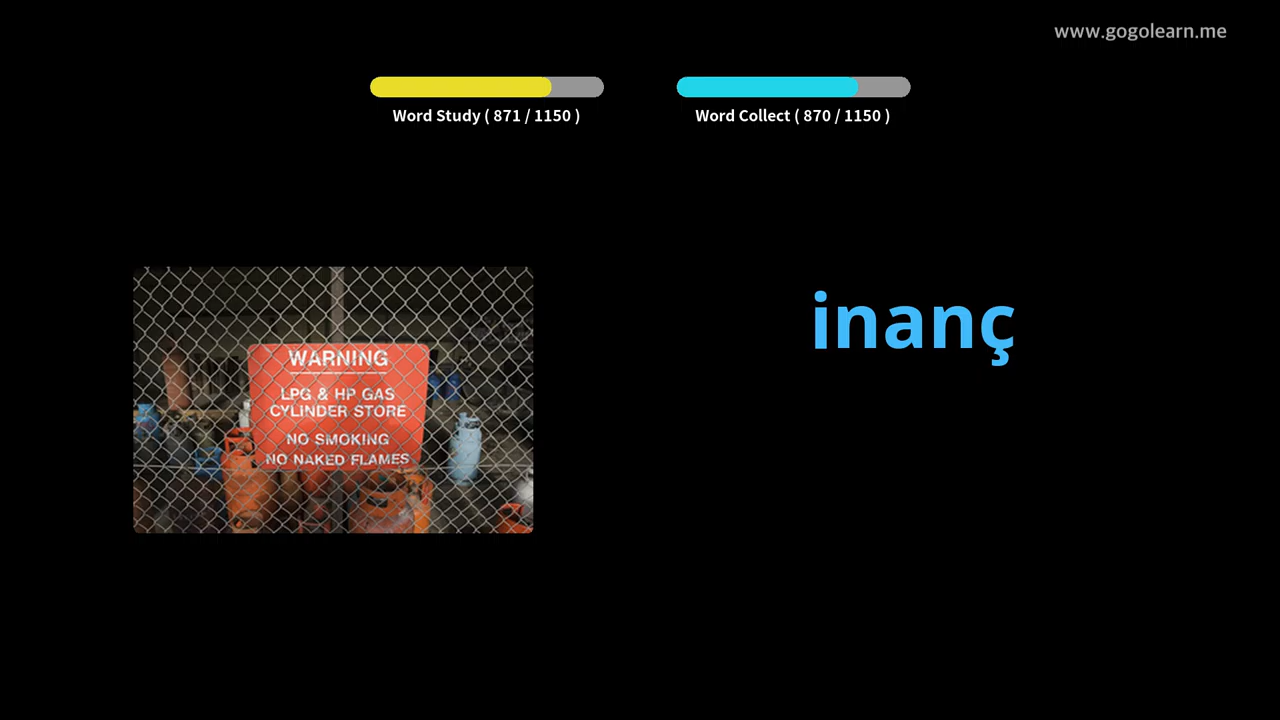 www.gogolearn.me
Word Study ( 871 / 1150 )
Word Collect ( 870 / 1150 )
inanç
WARNING
LPG & HP GAS
CYLINDER STORE
NO SMOKING
NO NAKED FLAMES